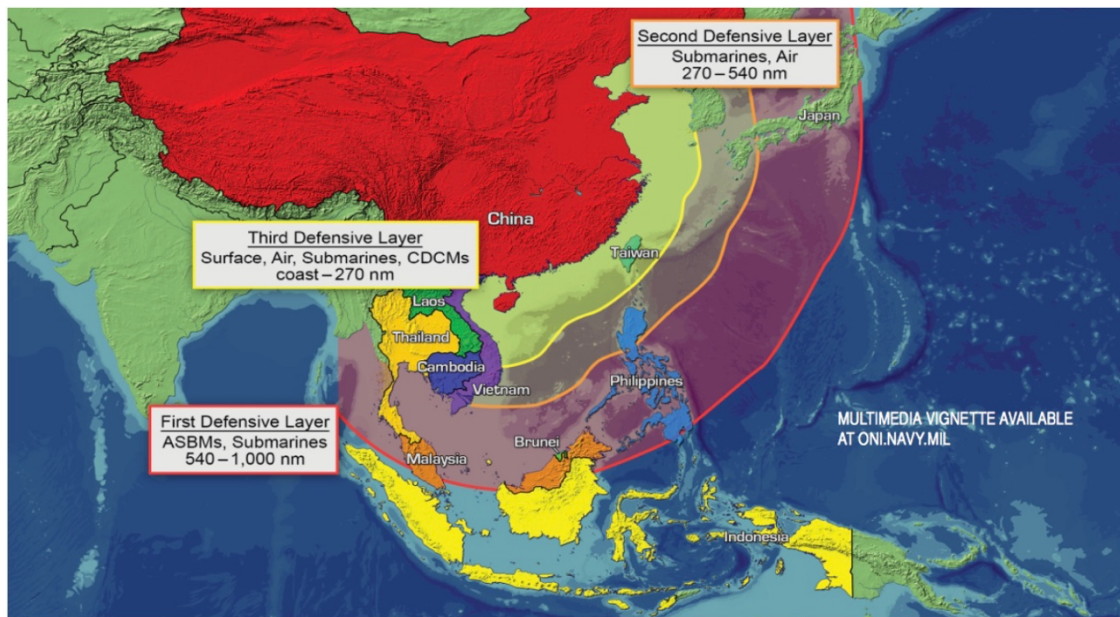 Second Defensive Layer
Submarines, Air
270 – 540 nm
Japan
China
Third Defensive Layer
Surface, Air, Submarines, CDCMs
coast – 270 nm
Taiwan
Laos
Thailand
Cambodia
Vietnam
Philippines
First Defensive Layer
ASBMs, Submarines
540 – 1,000 nm
MULTIMEDIA VIGNETTE AVAILABLE
AT ONI.NAVY.MIL
Brunei
Malaysia
Indonesia